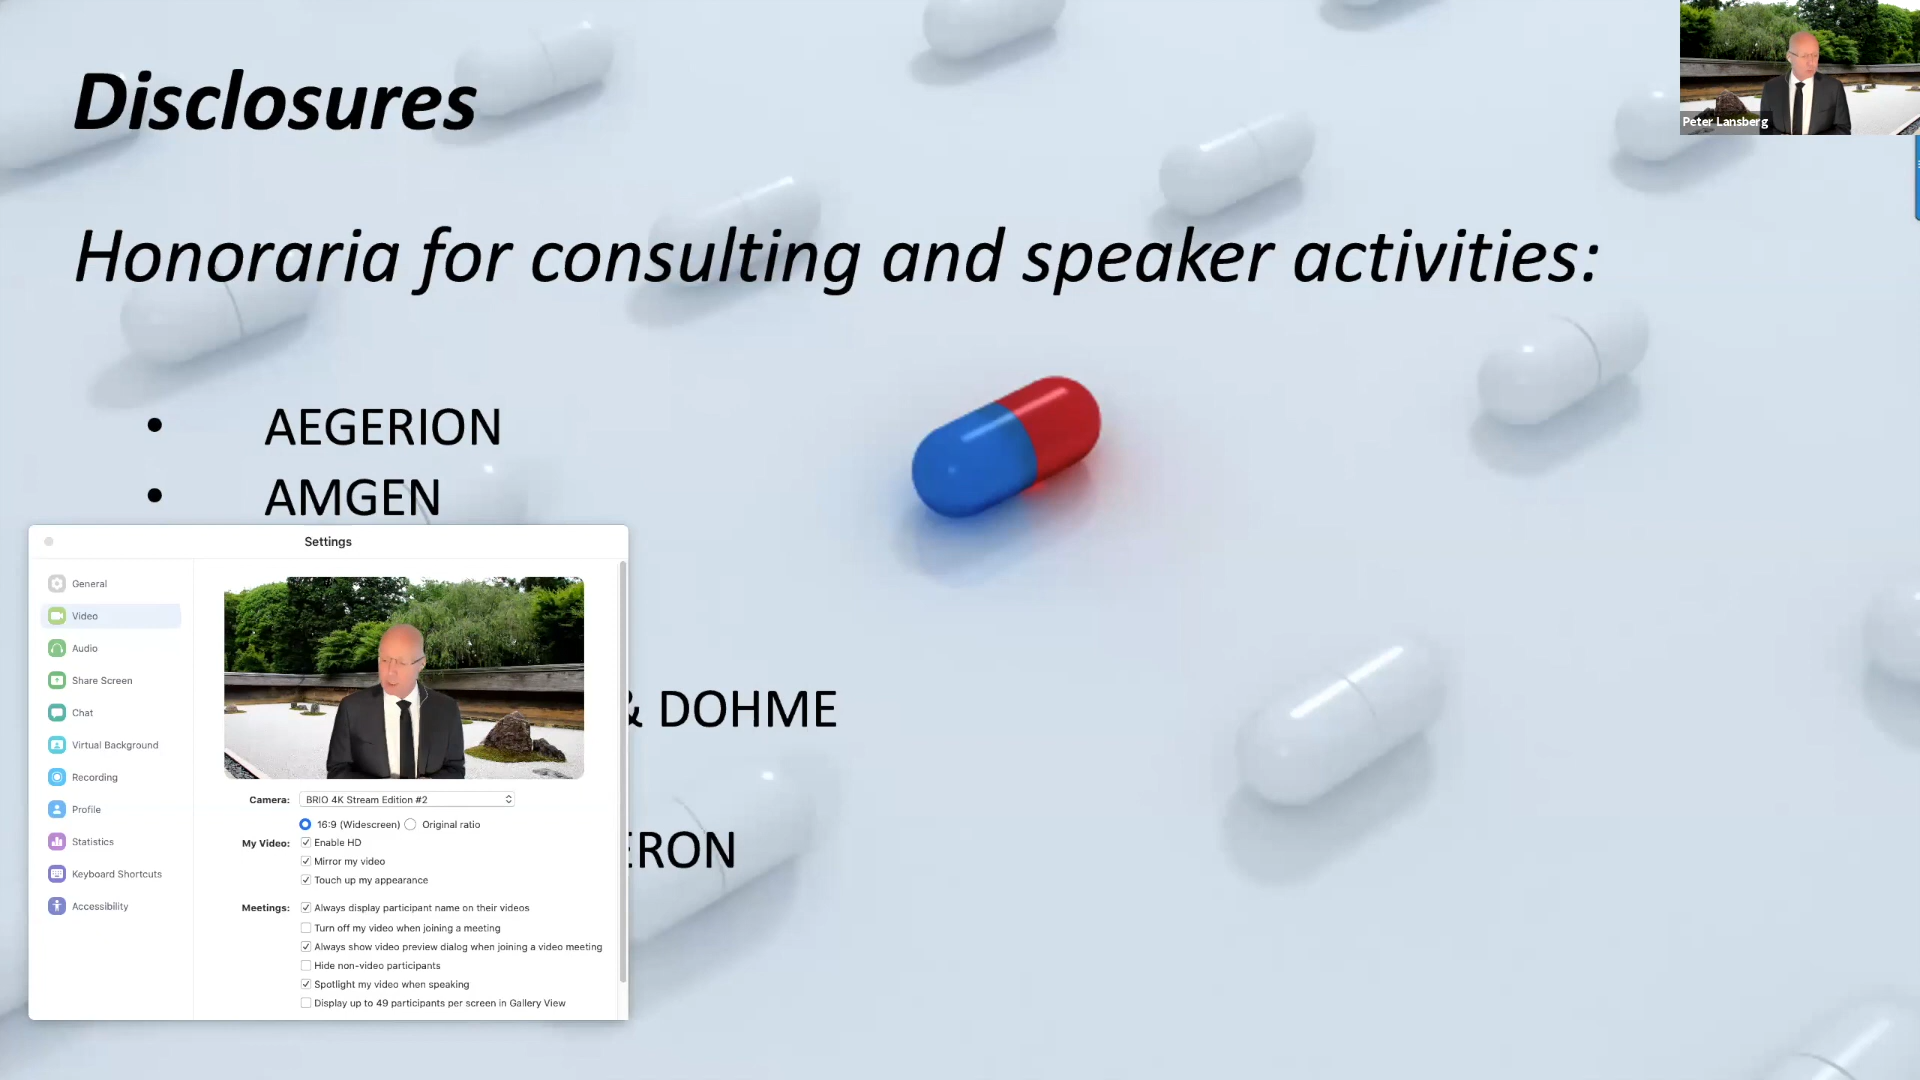 Disclosures
Peter Lansberg
Honoraria for consulting and speaker activities:
• AEGERION
• AMGEN
& DOHME
RON
Settings
General
Video
Audio
Share Screen
Chat
Virtual Background
Recording
Profile
Statistics
Keyboard Shortcuts
Accessibility
Camera: BRIO 4K Stream Edition #2
16:9 (Widescreen) Original ratio
My Video: Enable HD
Mirror my video
Touch up my appearance
Meetings: Always display participant name on their videos
Turn off my video when joining a meeting
Always show video preview dialog when joining a video meeting
Hide non-video participants
Spotlight my video when speaking
Display up to 49 participants per screen in Gallery View